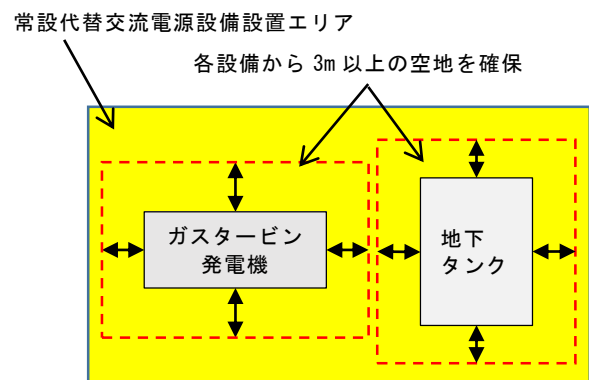 常設代替交流電源設備設置エリア
各設備から 3m 以上の空地を確保
ガスタービン
発電機
地下
タンク